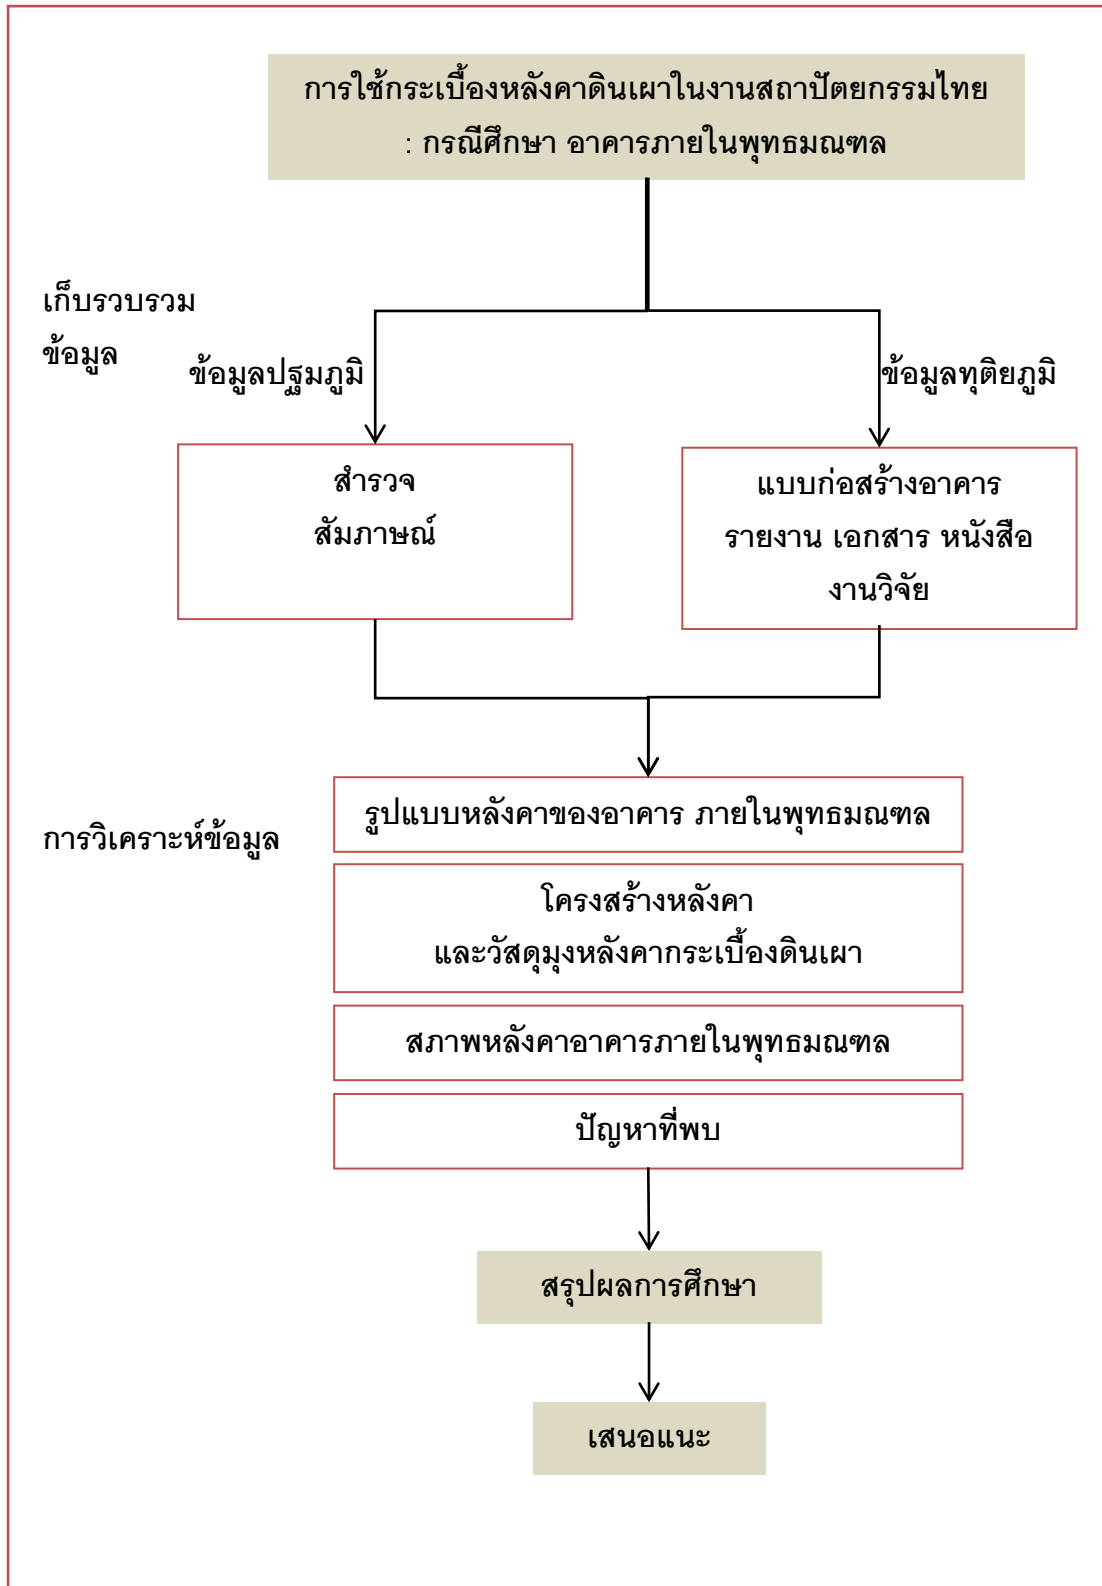 การใช้กระเบื้องหลังคาดินเผาในงานสถาปัตยกรรมไทย
: กรณีศึกษา อาคารภายในพุทธมณฑล
เก็บรวบรวม
ข้อมูล
ข้อมูลปฐมภูมิ
ข้อมูลทุติยภูมิ
สำรวจ
สัมภาษณ์
แบบก่อสร้างอาคาร
รายงาน เอกสาร หนังสือ
งานวิจัย
การวิเคราะห์ข้อมูล
รูปแบบหลังคาของอาคาร ภายในพุทธมณฑล
โครงสร้างหลังคา
และวัสดุมุงหลังคากระเบื้องดินเผา
สภาพหลังคาอาคารภายในพุทธมณฑล
ปัญหาที่พบ
สรุปผลการศึกษา
เสนอแนะ